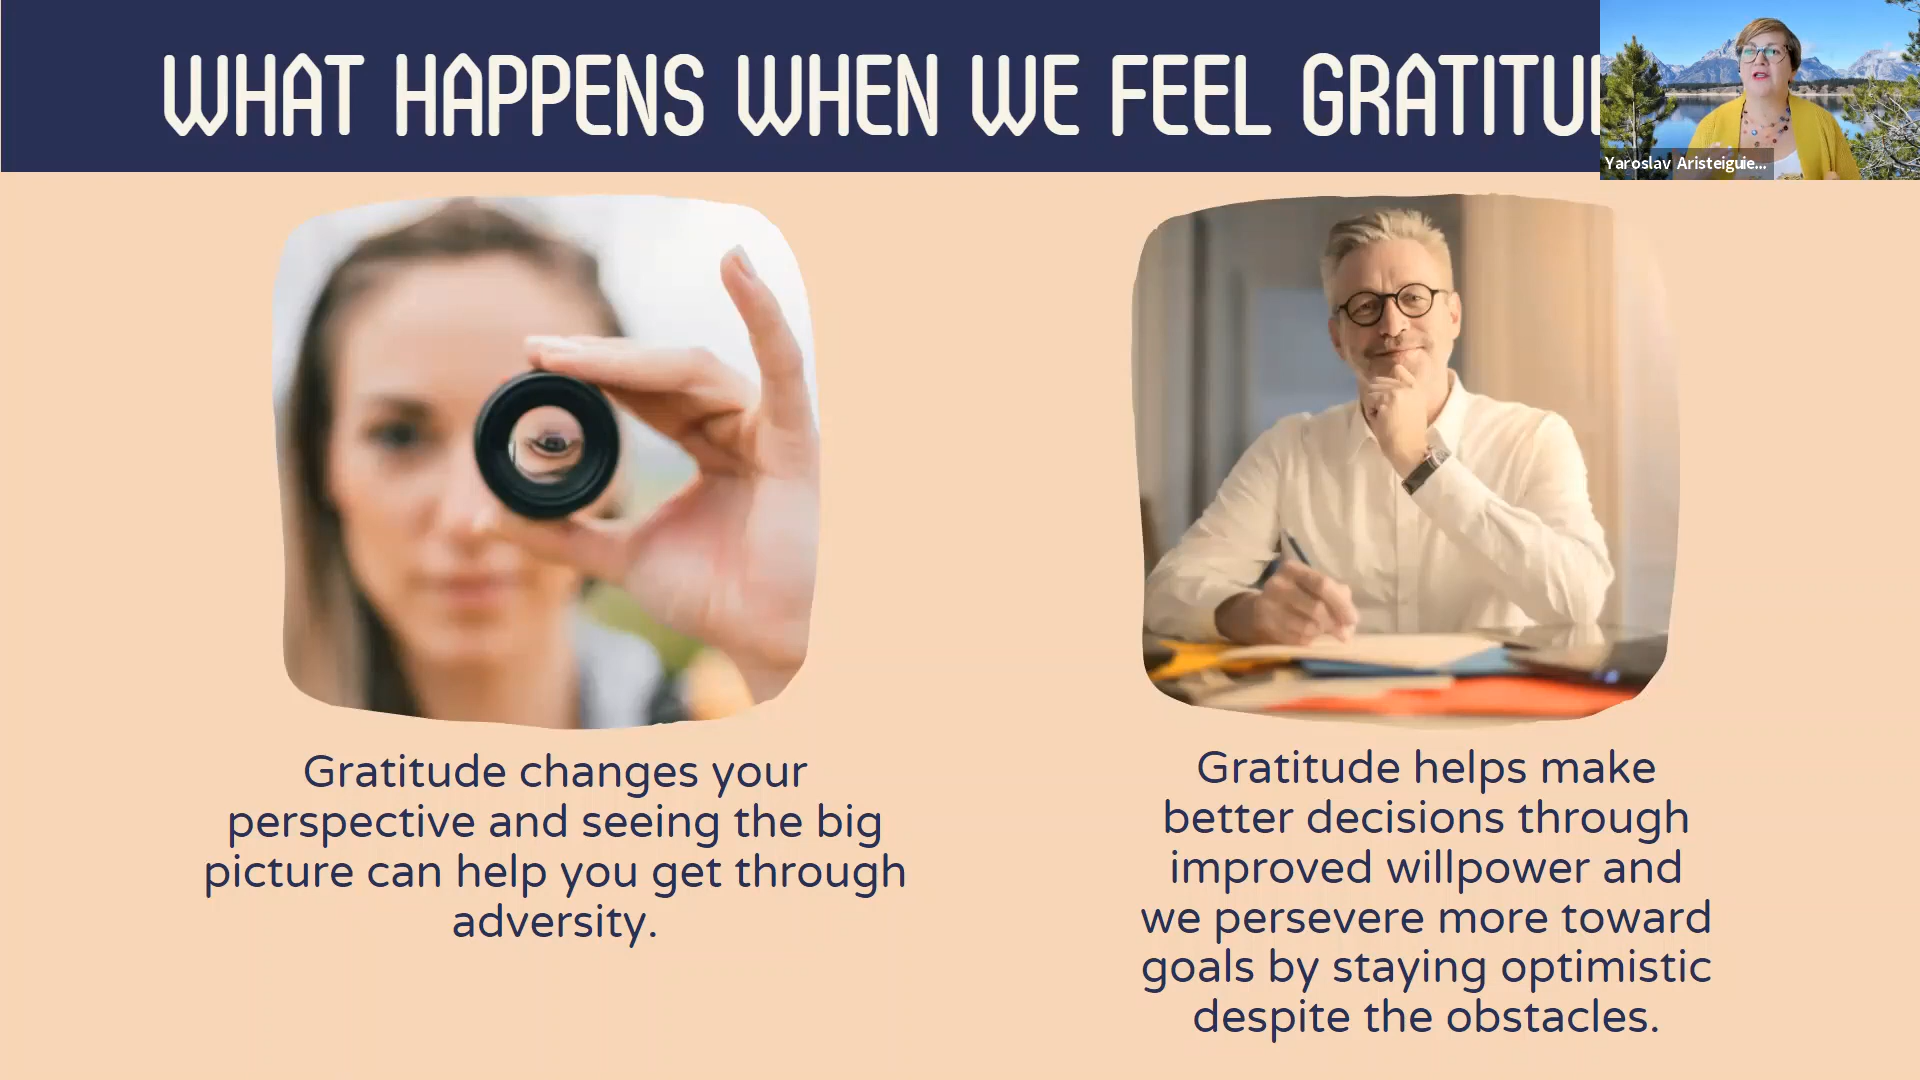 WHAT HAPPENS WHEN WE FEEL GRATITU
Yaroslav Aristeiguie...
Gratitude changes your
perspective and seeing the big
picture can help you get through
adversity.
Gratitude helps make
better decisions through
improved willpower and
we persevere more toward
goals by staying optimistic
despite the obstacles.